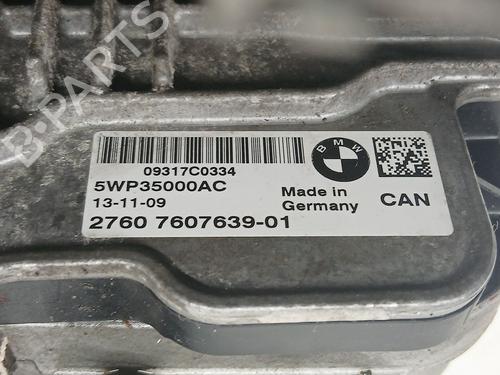 B-PARTS
09317C0334
5WP35000AC
13-11-09
2760 7607639-01
BMW
Made in
Germany
CAN